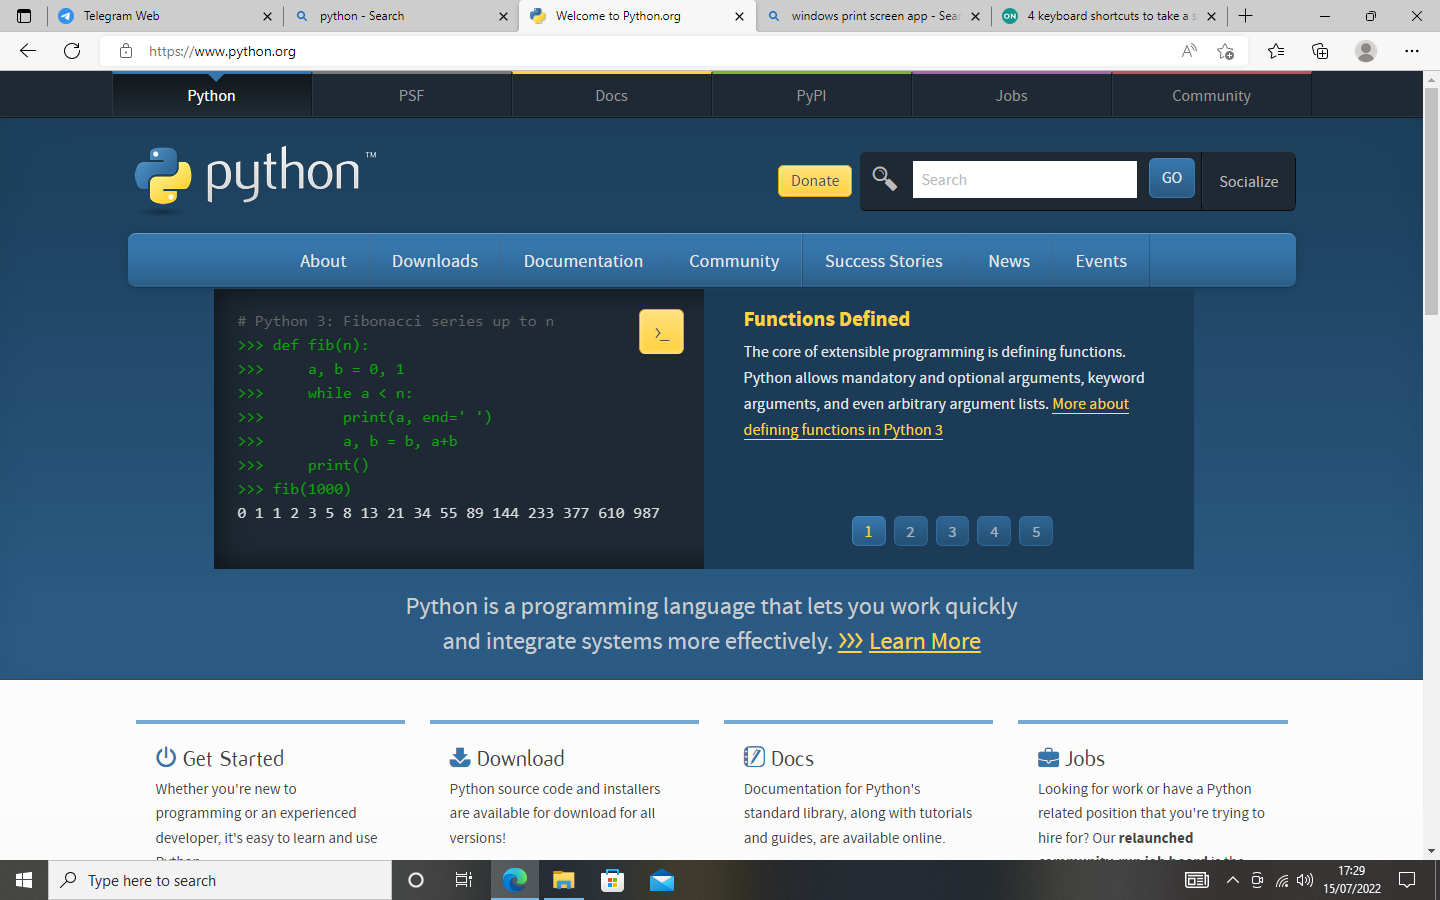 Telegram Web
python - Search
Welcome to Python.org
windows print screen app - Sear
4 keyboard shortcuts to take a s
https://www.python.org
Python
PSF
Docs
PyPI
Jobs
Community
python™
Donate
Search
GO
Socialize
About
Downloads
Documentation
Community
Success Stories
News
Events
# Python 3: Fibonacci series up to n
>>> def fib(n):
>>>     a, b = 0, 1
>>>     while a < n:
>>>         print(a, end=' ')
>>>         a, b = b, a+b
>>>     print()
>>> fib(1000)
0 1 1 2 3 5 8 13 21 34 55 89 144 233 377 610 987
>_
Functions Defined
The core of extensible programming is defining functions.
Python allows mandatory and optional arguments, keyword
arguments, and even arbitrary argument lists. More about
defining functions in Python 3
1
2
3
4
5
Python is a programming language that lets you work quickly
and integrate systems more effectively. >>> Learn More
Get Started
Whether you're new to
programming or an experienced
developer, it's easy to learn and use
Python.
Download
Python source code and installers
are available for download for all
versions!
Docs
Documentation for Python's
standard library, along with tutorials
and guides, are available online.
Jobs
Looking for work or have a Python
related position that you're trying to
hire for? Our relaunched
community-run job board is the
Type here to search
17:29
15/07/2022